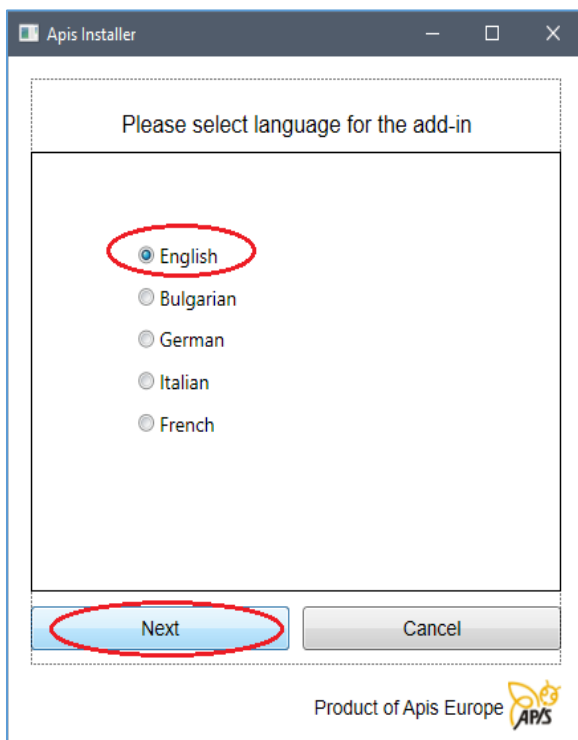 Apis Installer
Please select language for the add-in
English
Bulgarian
German
Italian
French
Next
Cancel
Product of Apis Europe
APIS